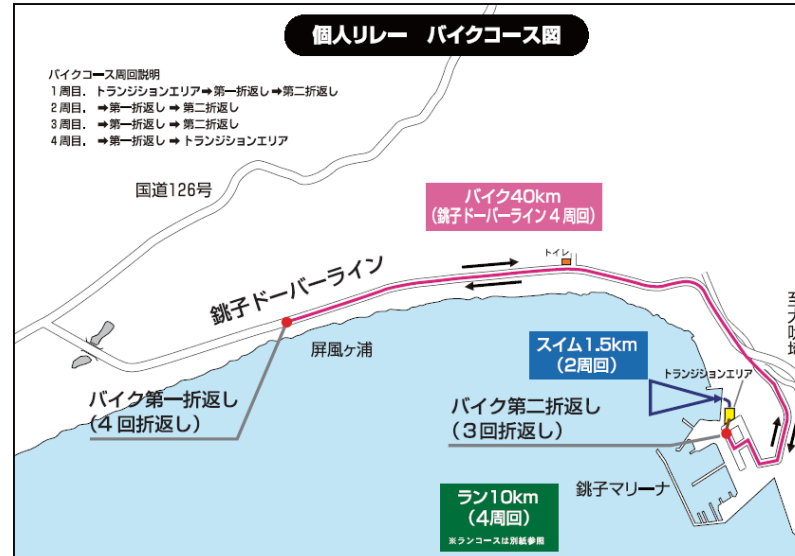 個人リレー　バイクコース図
バイクコース周回説明
1周目．トランジションエリア➡第一折返し➡第二折返し
2周目．➡第一折返し ➡ 第二折返し
3周目．➡第一折返し ➡ 第二折返し
4周目．➡第一折返し ➡ トランジションエリア
国道126号
バイク40km
（銚子ドーバーライン4周回）
トイレ
銚子ドーバーライン
屏風ヶ浦
スイム1.5km
（2周回）
トランジションエリア
バイク第一折返し
（4回折返し）
バイク第二折返し
（3回折返し）
銚子マリーナ
ラン10km
（4周回）
※ランコースは別紙参照